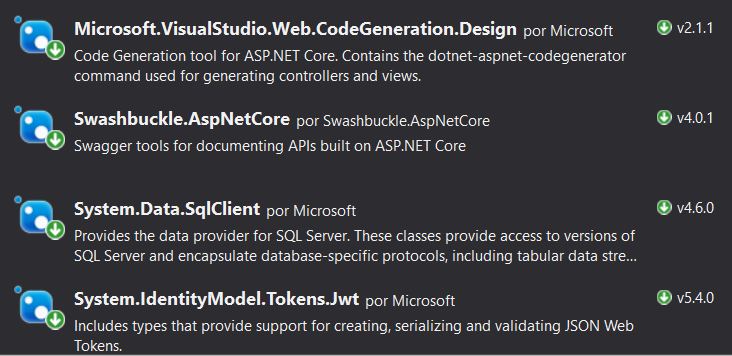 Microsoft.VisualStudio.Web.CodeGeneration.Design por Microsoft v2.1.1
Code Generation tool for ASP.NET Core. Contains the dotnet-aspnet-codegenerator
command used for generating controllers and views.
Swashbuckle.AspNetCore por Swashbuckle.AspNetCore v4.0.1
Swagger tools for documenting APIs built on ASP.NET Core
System.Data.SqlClient por Microsoft v4.6.0
Provides the data provider for SQL Server. These classes provide access to versions of
SQL Server and encapsulate database-specific protocols, including tabular data stre...
System.IdentityModel.Tokens.Jwt por Microsoft v5.4.0
Includes types that provide support for creating, serializing and validating JSON Web
Tokens.